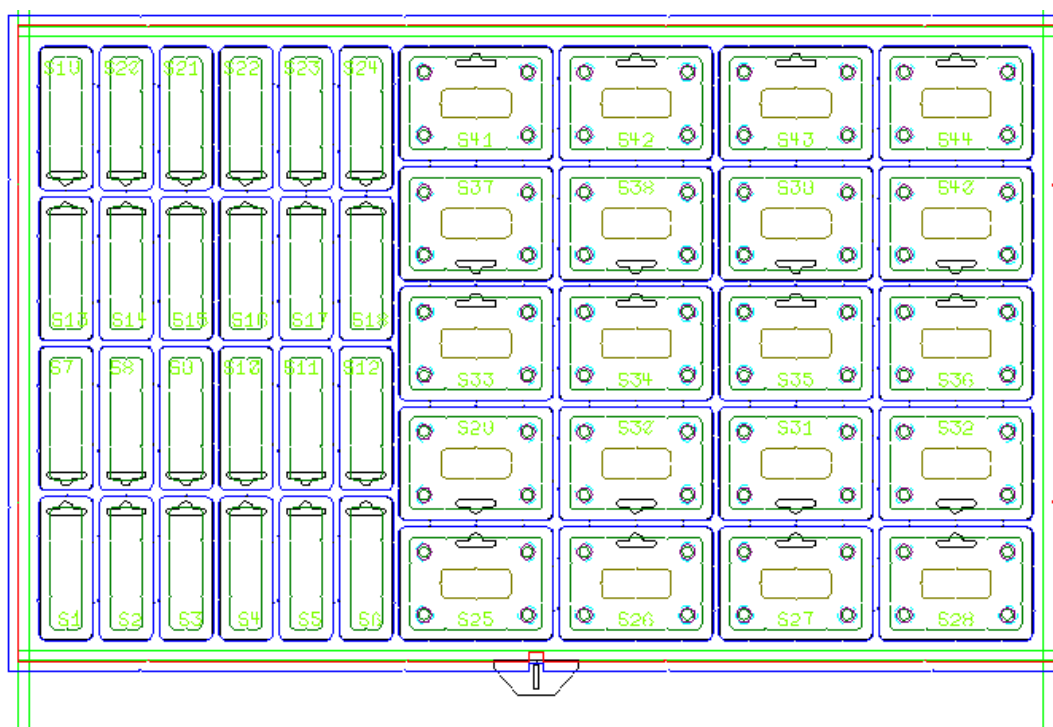 S19 S20 S21 S22 S23 S24
S41 S42 S43 S44
S37 S38 S39 S40
S13 S14 S15 S16 S17 S18
S7 S8 S9 S10 S11 S12
S33 S34 S35 S36
S29 S30 S31 S32
S1 S2 S3 S4 S5 S6 S25 S26 S27 S28